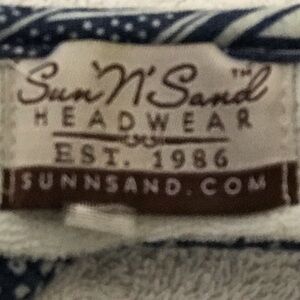 Sun 'N' Sand™
HEADWEAR
EST. 1986
SUNNSAND.COM